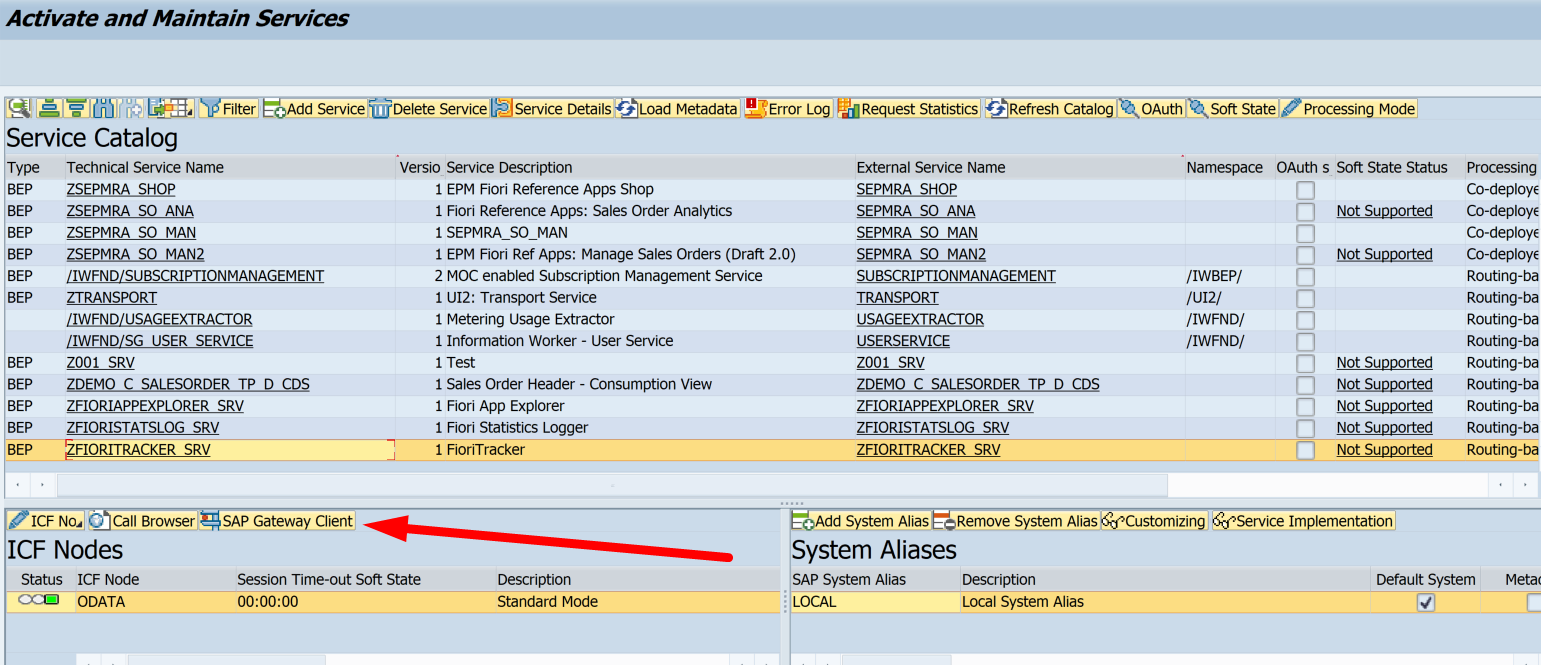 Activate and Maintain Services
Filter Add Service Delete Service Service Details Load Metadata Error Log Request Statistics Refresh Catalog OAuth Soft State Processing Mode
Service Catalog
Type Technical Service Name Versio Service Description External Service Name Namespace OAuth s Soft State Status Processing
BEP ZSEPMRA_SHOP 1 EPM Fiori Reference Apps Shop SEPMRA_SHOP Co-deploye
BEP ZSEPMRA_SO_ANA 1 Fiori Reference Apps: Sales Order Analytics SEPMRA_SO_ANA Not Supported Co-deploye
BEP ZSEPMRA_SO_MAN 1 SEPMRA_SO_MAN SEPMRA_SO_MAN Co-deploye
BEP ZSEPMRA_SO_MAN2 1 EPM Fiori Ref Apps: Manage Sales Orders (Draft 2.0) SEPMRA_SO_MAN2 Not Supported Co-deploye
BEP /IWFND/SUBSCRIPTIONMANAGEMENT 2 MOC enabled Subscription Management Service SUBSCRIPTIONMANAGEMENT /IWBEP/ Routing-ba
BEP ZTRANSPORT 1 UI2: Transport Service TRANSPORT /UI2/ Routing-ba
/IWFND/USAGEEXTRACTOR 1 Metering Usage Extractor USAGEEXTRACTOR /IWFND/ Routing-ba
/IWFND/SG_USER_SERVICE 1 Information Worker - User Service USERSERVICE /IWFND/ Routing-ba
BEP Z001_SRV 1 Test Z001_SRV Not Supported Routing-ba
BEP ZDEMO_C_SALESORDER_TP_D_CDS 1 Sales Order Header - Consumption View ZDEMO_C_SALESORDER_TP_D_CDS Not Supported Routing-ba
BEP ZFIORIAPPEXPLORER_SRV 1 Fiori App Explorer ZFIORIAPPEXPLORER_SRV Not Supported Routing-ba
BEP ZFIORISTATSLOG_SRV 1 Fiori Statistics Logger ZFIORISTATSLOG_SRV Not Supported Routing-ba
BEP ZFIORITRACKER_SRV 1 FioriTracker ZFIORITRACKER_SRV Not Supported Routing-ba
ICF No Call Browser SAP Gateway Client
ICF Nodes
Status ICF Node Session Time-out Soft State Description
ODATA 00:00:00 Standard Mode
Add System Alias Remove System Alias Customizing Service Implementation
System Aliases
SAP System Alias Description Default System Metad
LOCAL Local System Alias